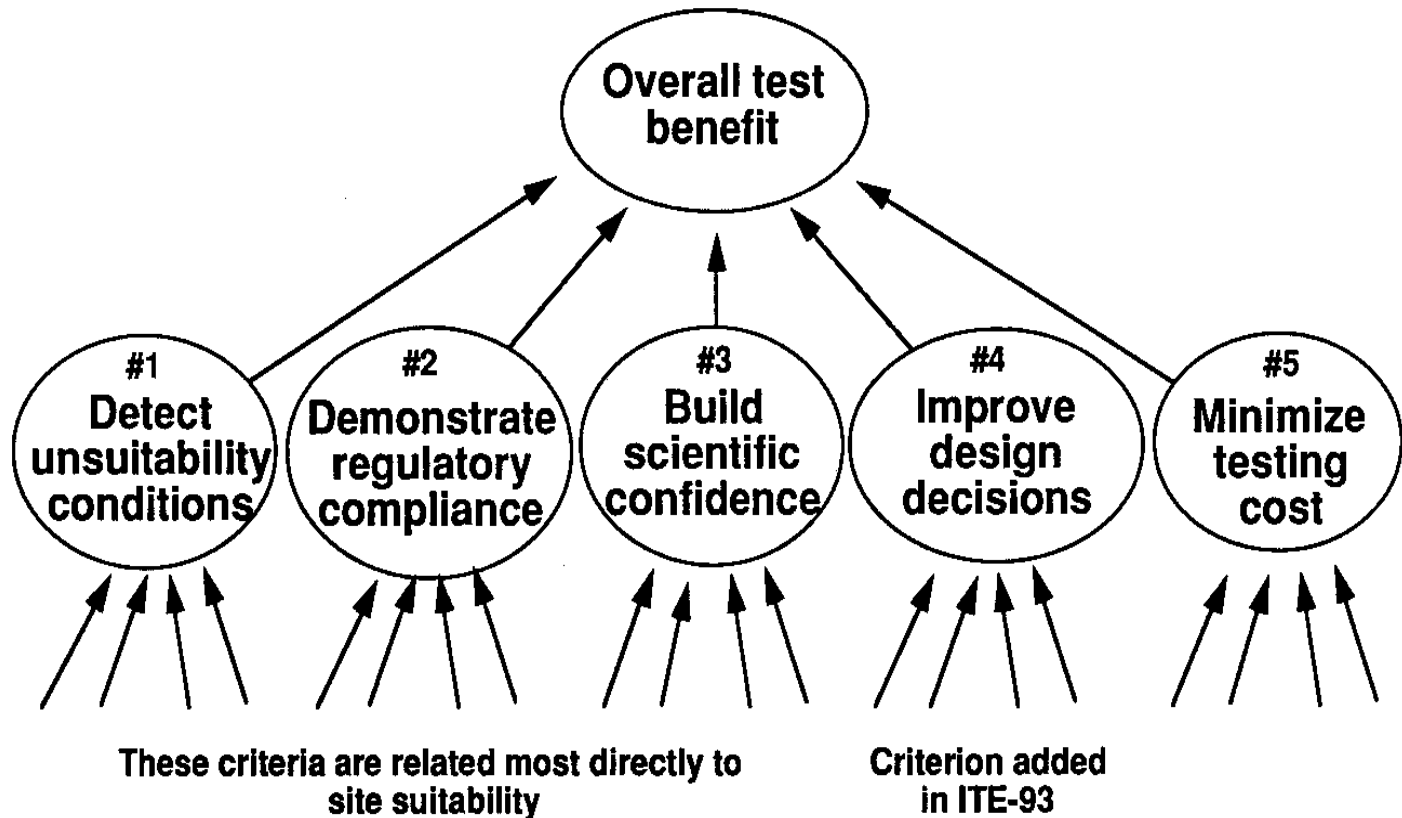 Overall test
benefit
#1
Detect
unsuitability
conditions
#2
Demonstrate
regulatory
compliance
#3
Build
scientific
confidence
#4
Improve
design
decisions
#5
Minimize
testing
cost
These criteria are related most directly to
site suitability
Criterion added
in ITE-93